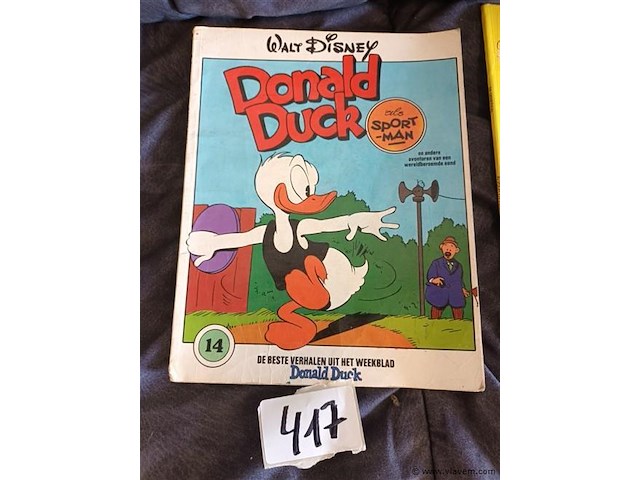 WALT DISNEY
Donald
Duck
als
SPORT
-MAN
en andere
avonturen van een
wereldberoemde eend
14
DE BESTE VERHALEN UIT HET WEEKBLAD
Donald Duck
417
© www.vlavem.com